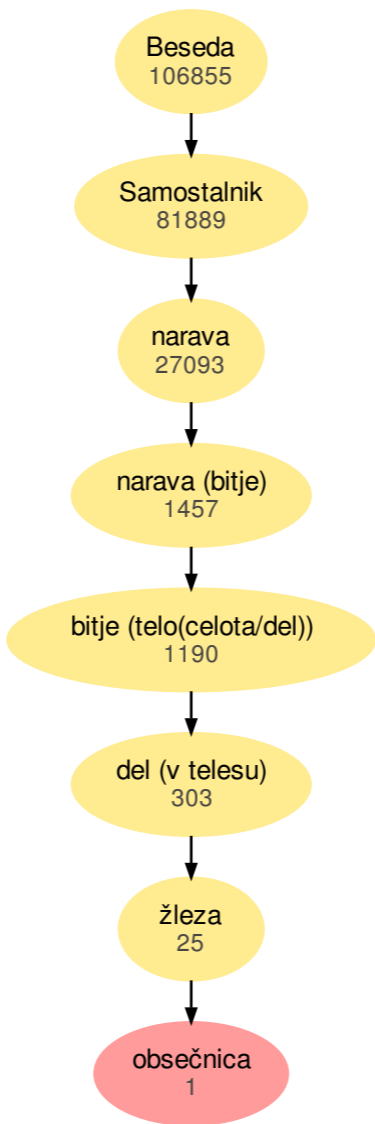 Beseda
106855
Samostalnik
81889
narava
27093
narava (bitje)
1457
bitje (telo(celota/del))
1190
del (v telesu)
303
žleza
25
obsečnica
1